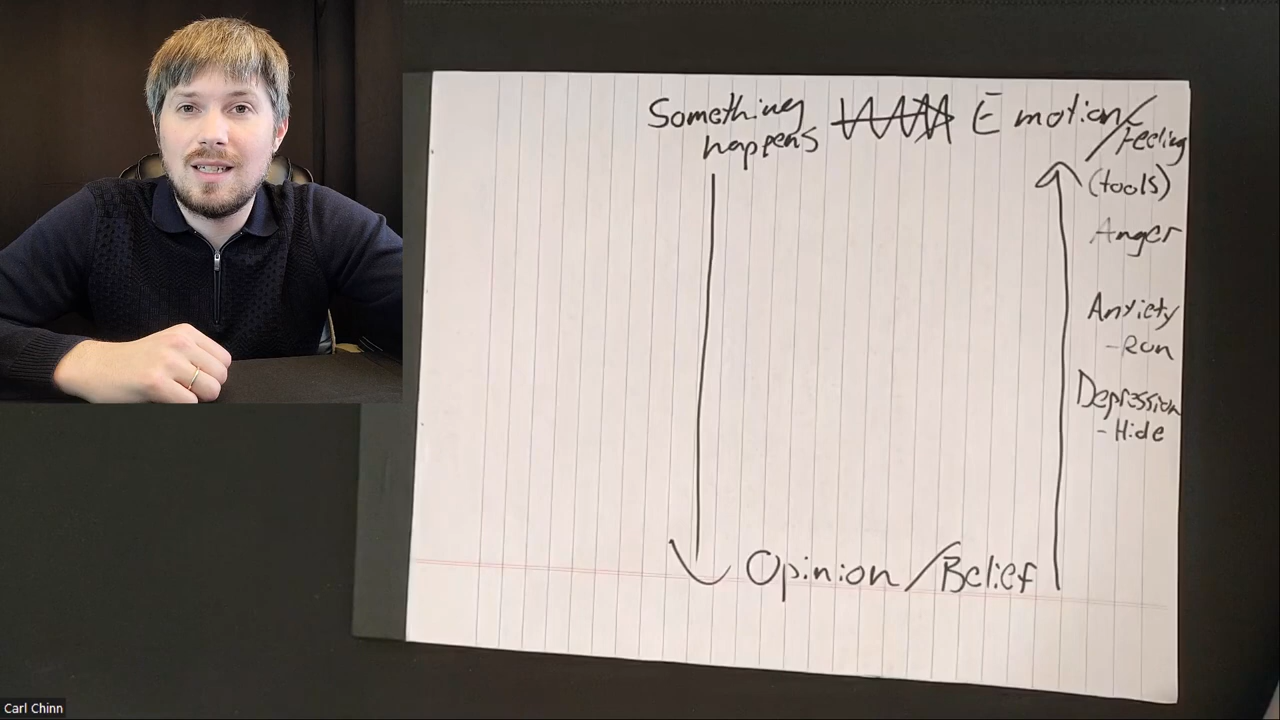 Something
happens
Emotion/
Feeling
(tools)
Anger
Anxiety
-Run
Depression
-Hide
Opinion/Belief
Carl Chinn